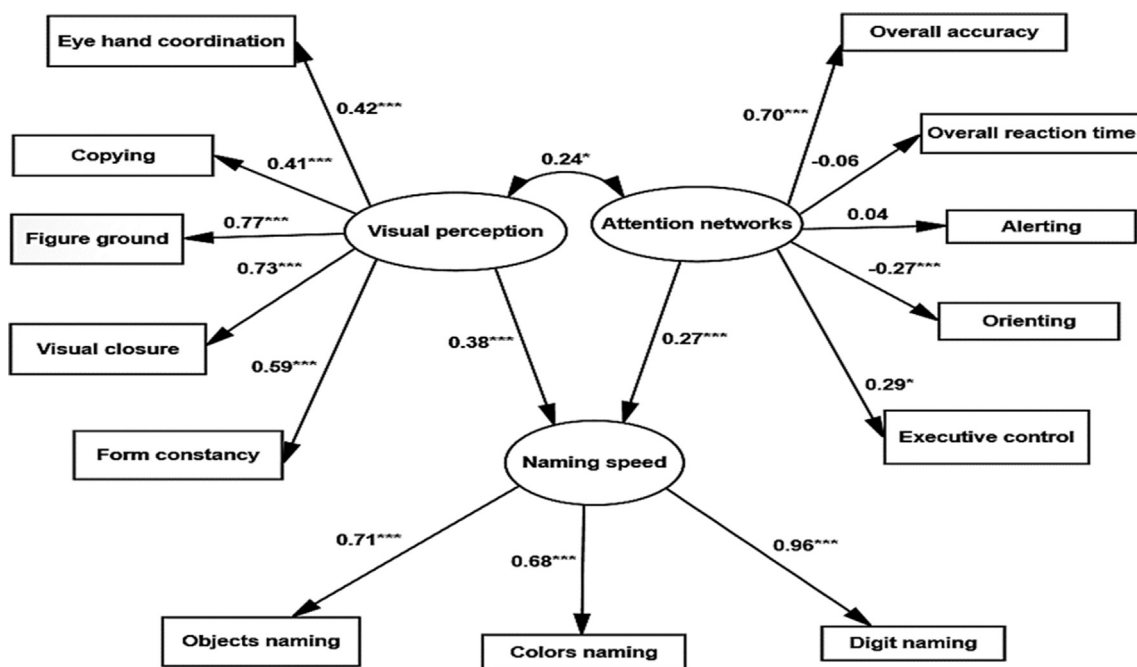 Eye hand coordination
Overall accuracy
0.42***
0.70***
Copying
0.41***
0.24*
-0.06
Overall reaction time
Figure ground
0.77***
Visual perception
Attention networks
0.04
Alerting
0.73***
-0.27***
Orienting
Visual closure
0.59***
0.38***
0.27***
0.29*
Form constancy
Executive control
Naming speed
0.71***
0.68***
0.96***
Objects naming
Colors naming
Digit naming